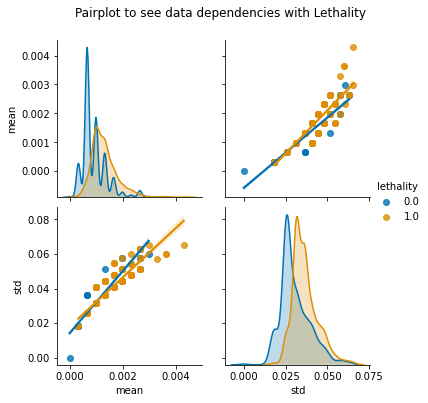 Pairplot to see data dependencies with Lethality
0.004
0.003
0.002
0.001
0.000
mean
lethality
0.0
1.0
0.08
0.06
0.04
0.02
0.00
std
0.000 0.002 0.004
mean
0.000 0.025 0.050 0.075
std